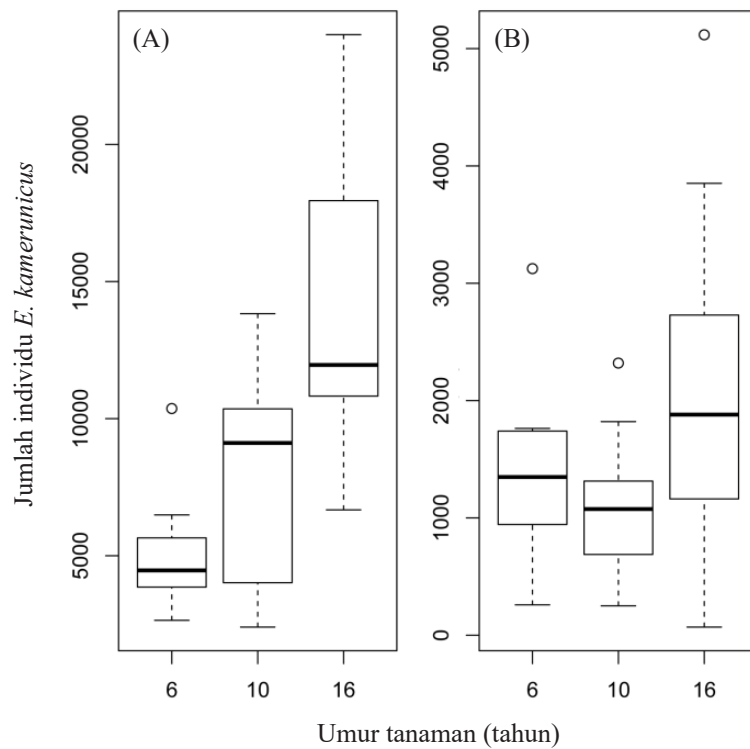 (A)
(B)
Jumlah individu E. kamerunicus
20000
15000
10000
5000
5000
4000
3000
2000
1000
0
6 10 16
6 10 16
Umur tanaman (tahun)